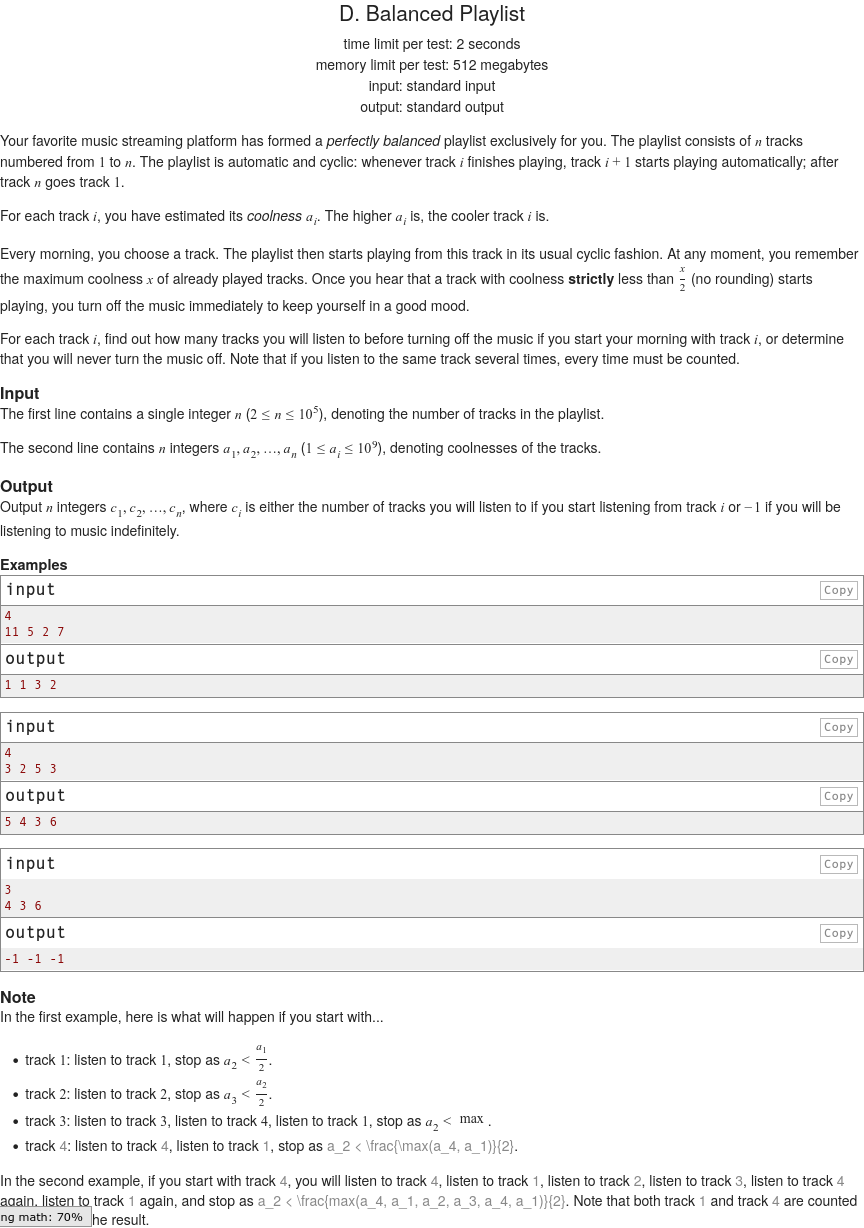 D. Balanced Playlist
time limit per test: 2 seconds
memory limit per test: 512 megabytes
input: standard input
output: standard output
Your favorite music streaming platform has formed a perfectly balanced playlist exclusively for you. The playlist consists of n tracks
numbered from 1 to n. The playlist is automatic and cyclic: whenever track i finishes playing, track i + 1 starts playing automatically; after
track n goes track 1.
For each track i, you have estimated its coolness a_i. The higher a_i is, the cooler track i is.
Every morning, you choose a track. The playlist then starts playing from this track in its usual cyclic fashion. At any moment, you remember
the maximum coolness x of already played tracks. Once you hear that a track with coolness strictly less than x/2 (no rounding) starts
playing, you turn off the music immediately to keep yourself in a good mood.
For each track i, find out how many tracks you will listen to before turning off the music if you start your morning with track i, or determine
that you will never turn the music off. Note that if you listen to the same track several times, every time must be counted.
Input
The first line contains a single integer n (2 ≤ n ≤ 10^5), denoting the number of tracks in the playlist.
The second line contains n integers a_1, a_2, …, a_n (1 ≤ a_i ≤ 10^9), denoting coolnesses of the tracks.
Output
Output n integers c_1, c_2, …, c_n, where c_i is either the number of tracks you will listen to if you start listening from track i or −1 if you will be
listening to music indefinitely.
Examples
input Copy
4
11 5 2 7
output Copy
1 1 3 2
input Copy
4
3 2 5 3
output Copy
5 4 3 6
input Copy
3
4 3 6
output Copy
-1 -1 -1
Note
In the first example, here is what will happen if you start with...
• track 1: listen to track 1, stop as a_2 < a_1/2.
• track 2: listen to track 2, stop as a_3 < a_2/2.
• track 3: listen to track 3, listen to track 4, listen to track 1, stop as a_2 < max .
• track 4: listen to track 4, listen to track 1, stop as a_2 < \frac{\max(a_4, a_1)}{2}.
In the second example, if you start with track 4, you will listen to track 4, listen to track 1, listen to track 2, listen to track 3, listen to track 4
again, listen to track 1 again, and stop as a_2 < \frac{max(a_4, a_1, a_2, a_3, a_4, a_1)}{2}. Note that both track 1 and track 4 are counted
ng math: 70% he result.